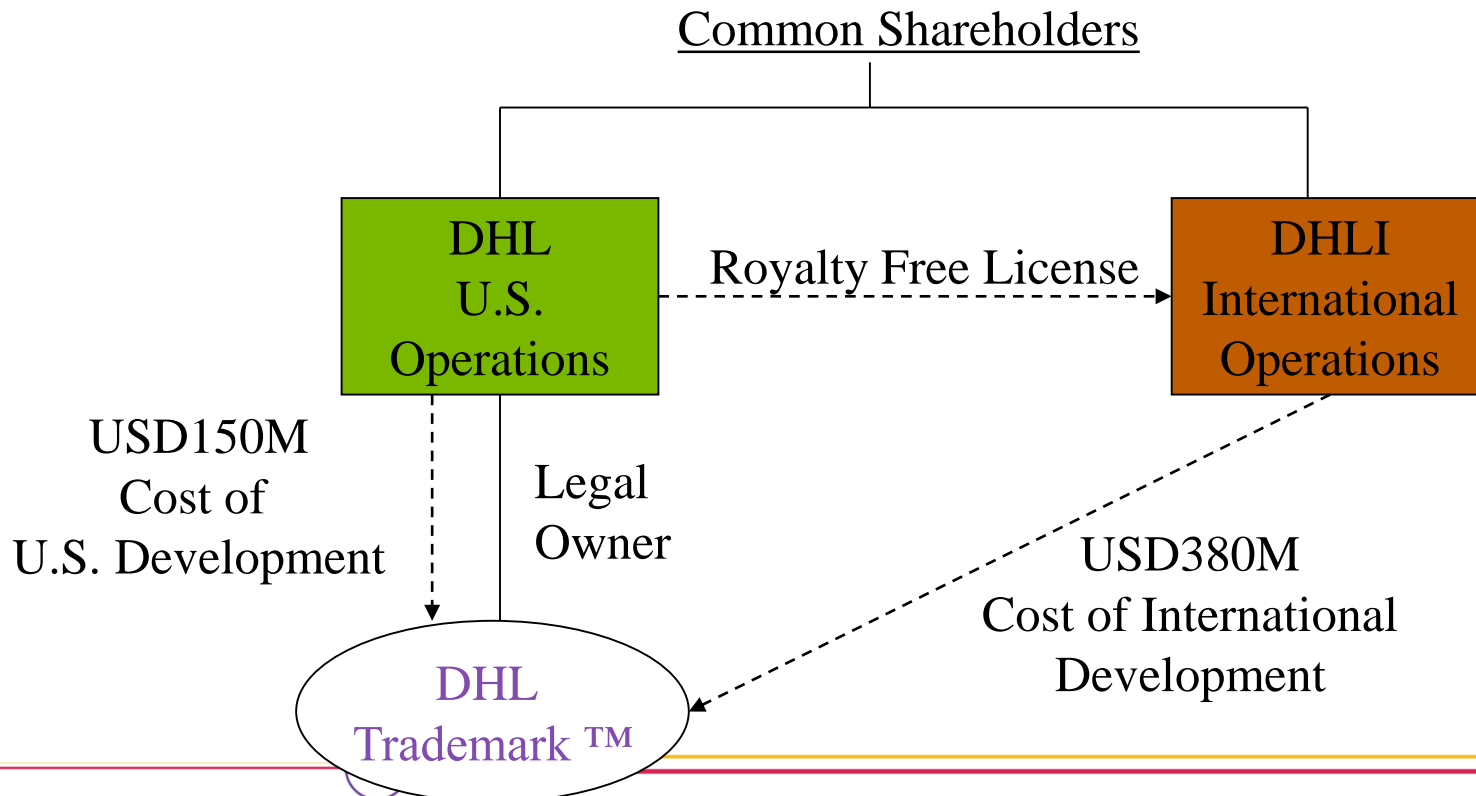 Common Shareholders
DHL
U.S.
Operations
Royalty Free License
DHLI
International
Operations
USD150M
Cost of
U.S. Development
Legal
Owner
USD380M
Cost of International
Development
DHL
Trademark ™